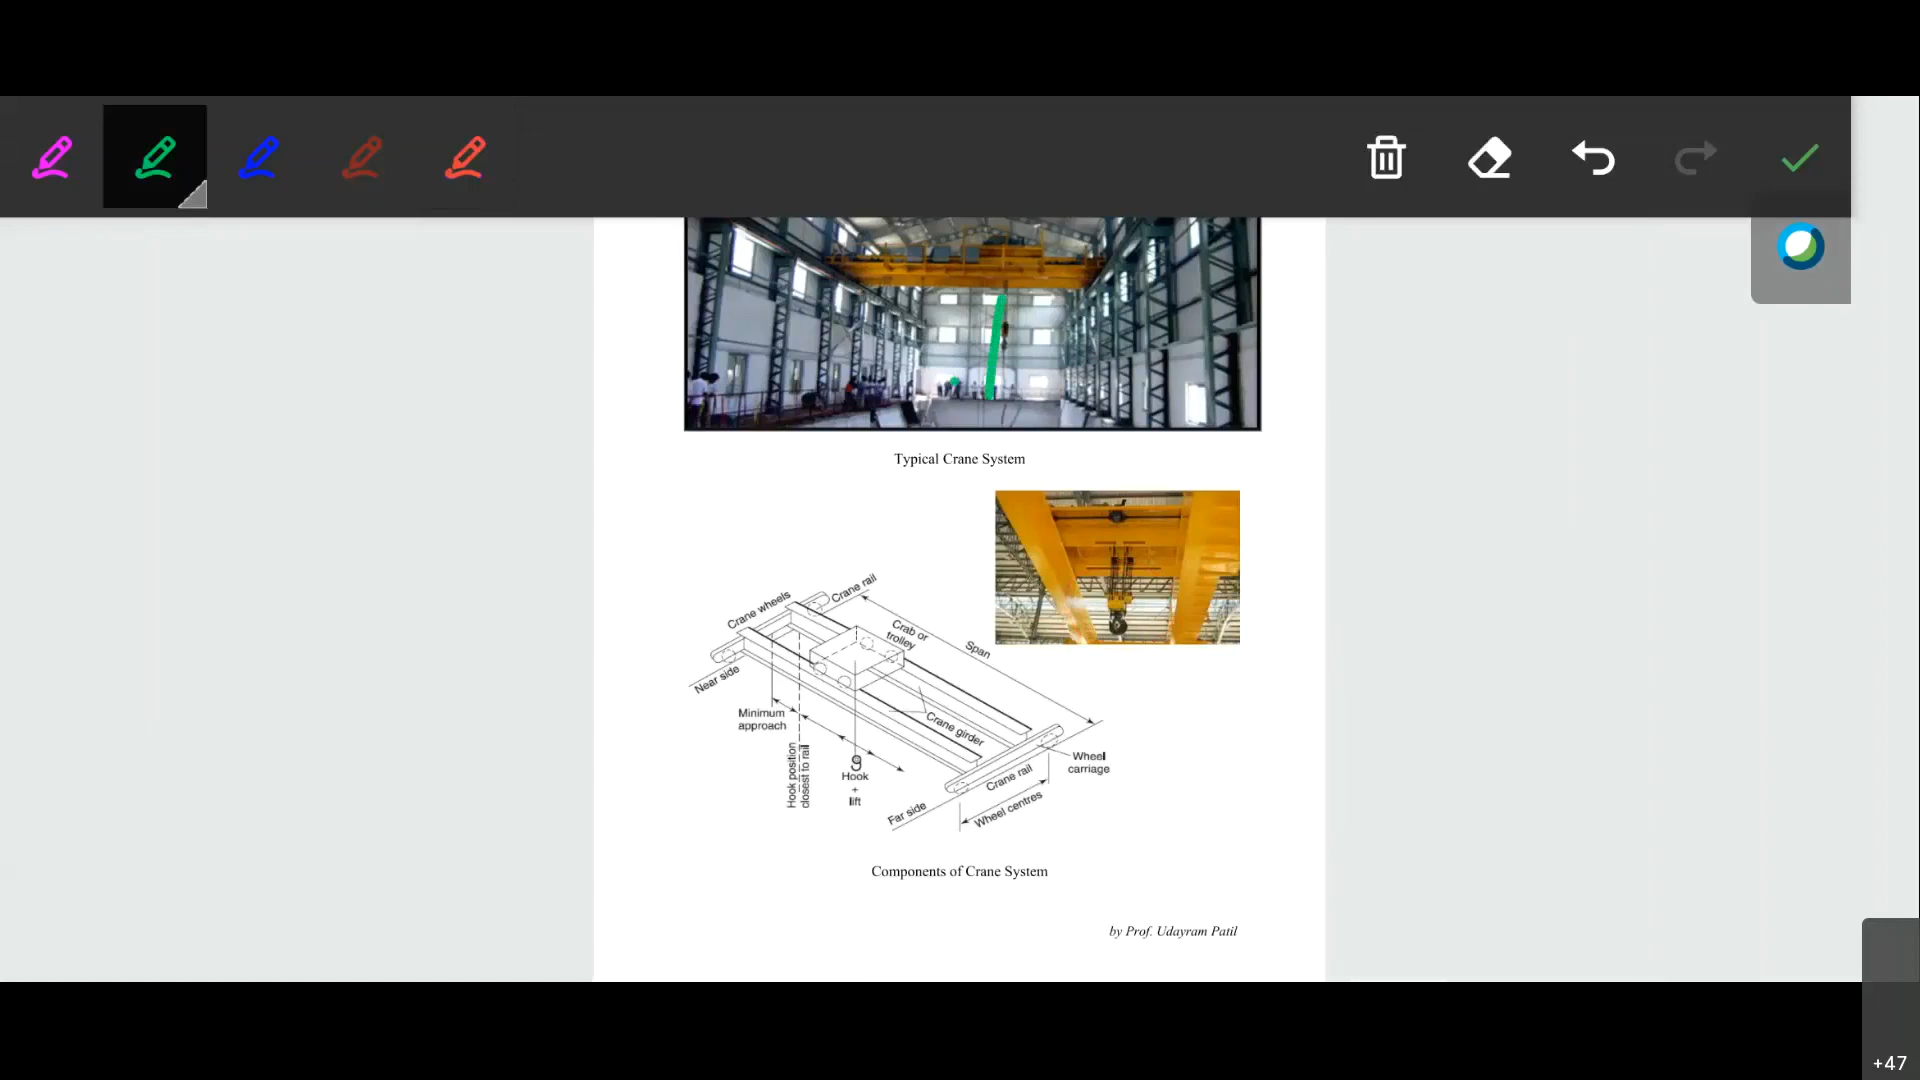 Typical Crane System
Crane wheels
Crane rail
Crab or
trolley
Span
Near side
Minimum
approach
Crane girder
Hook position
closest to rail
Hook
+
lift
Wheel
carriage
Crane rail
Far side
Wheel centres
Components of Crane System
by Prof. Udayram Patil
+47